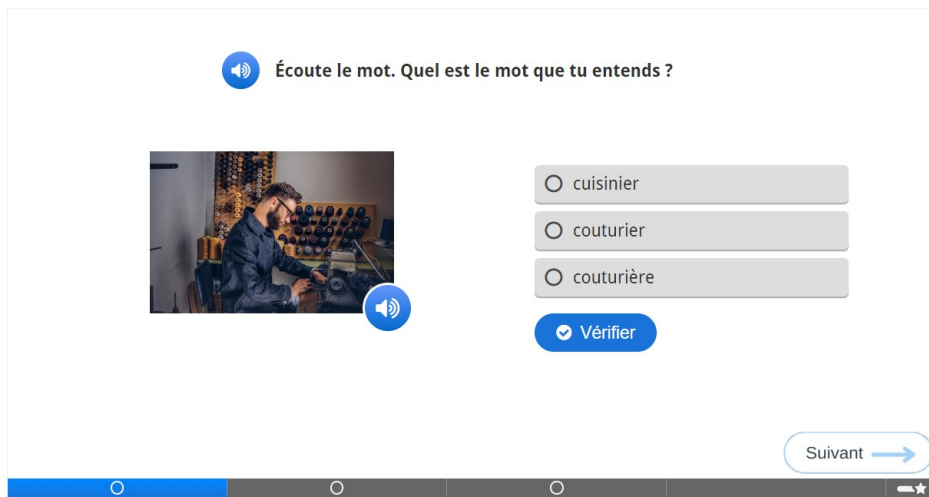 Écoute le mot. Quel est le mot que tu entends ?
cuisinier
couturier
couturière
Vérifier
Suivant